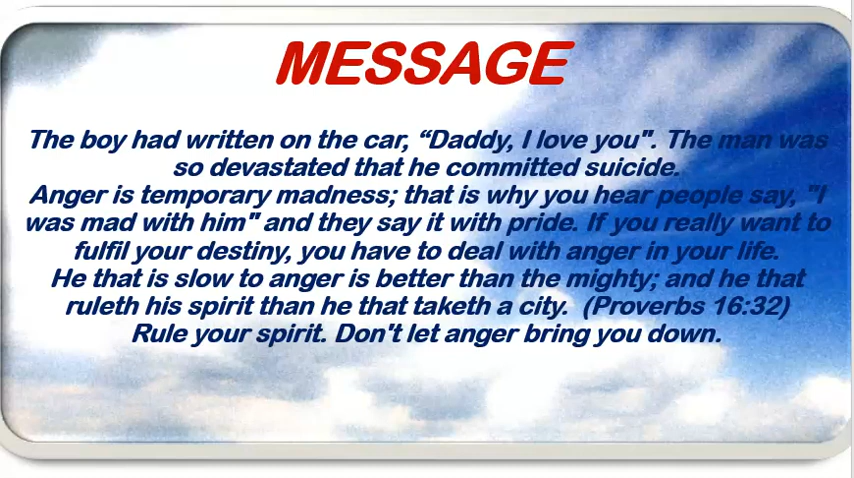 MESSAGE
The boy had written on the car, “Daddy, I love you". The man was
so devastated that he committed suicide.
Anger is temporary madness; that is why you hear people say, "I
was mad with him" and they say it with pride. If you really want to
fulfil your destiny, you have to deal with anger in your life.
He that is slow to anger is better than the mighty; and he that
ruleth his spirit than he that taketh a city. (Proverbs 16:32)
Rule your spirit. Don't let anger bring you down.